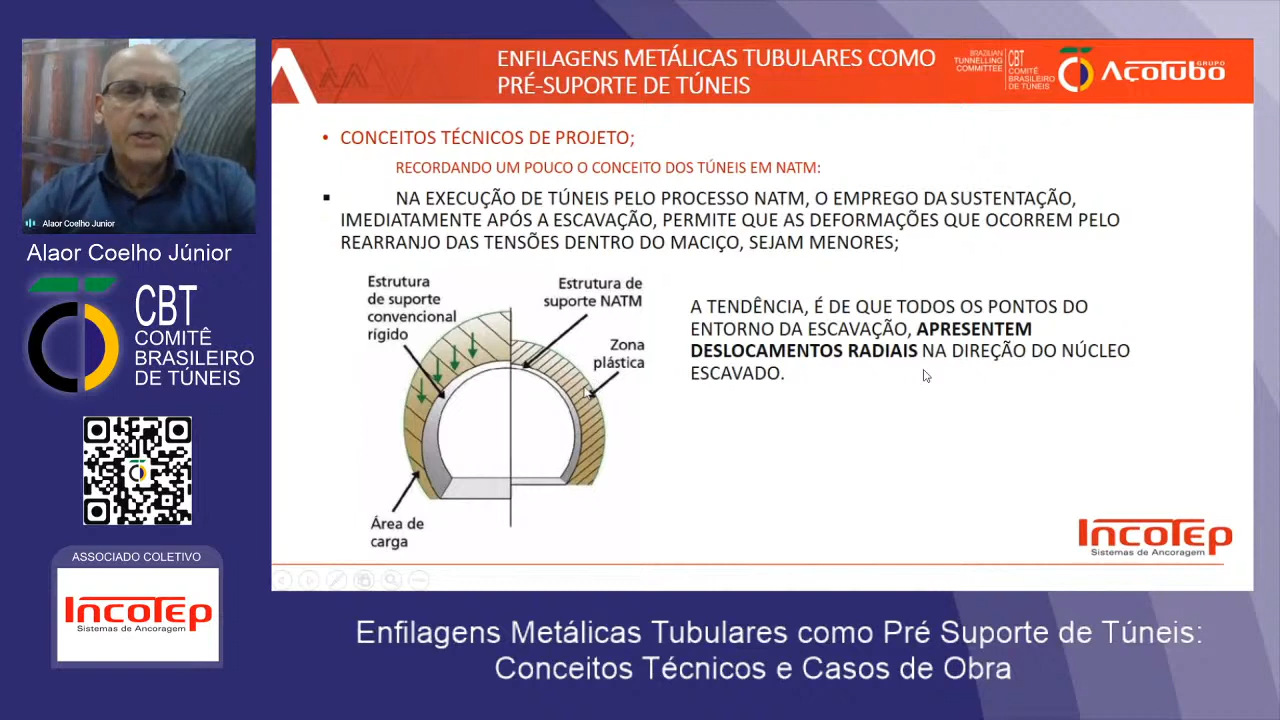 ENFILAGENS METÁLICAS TUBULARES COMO
PRÉ-SUPORTE DE TÚNEIS
BRAZILIAN
TUNNELLING
COMMITTEE
CBT
COMITÊ
BRASILEIRO
DE TÚNEIS
GRUPO
AÇOTUBO
• CONCEITOS TÉCNICOS DE PROJETO;
RECORDANDO UM POUCO O CONCEITO DOS TÚNEIS EM NATM:
▪ NA EXECUÇÃO DE TÚNEIS PELO PROCESSO NATM, O EMPREGO DA SUSTENTAÇÃO,
IMEDIATAMENTE APÓS A ESCAVAÇÃO, PERMITE QUE AS DEFORMAÇÕES QUE OCORREM PELO
REARRANJO DAS TENSÕES DENTRO DO MACIÇO, SEJAM MENORES;
Estrutura
de suporte
convencional
rígido
Estrutura de
suporte NATM
Zona
plástica
Área de
carga
A TENDÊNCIA, É DE QUE TODOS OS PONTOS DO
ENTORNO DA ESCAVAÇÃO, APRESENTEM
DESLOCAMENTOS RADIAIS NA DIREÇÃO DO NÚCLEO
ESCAVADO.
INCOTEP
Sistemas de Ancoragem
Alaor Coelho Junior
Alaor Coelho Júnior
CBT
COMITÊ
BRASILEIRO
DE TÚNEIS
ASSOCIADO COLETIVO
INCOTEP
Sistemas de Ancoragem
Enfilagens Metálicas Tubulares como Pré Suporte de Túneis:
Conceitos Técnicos e Casos de Obra